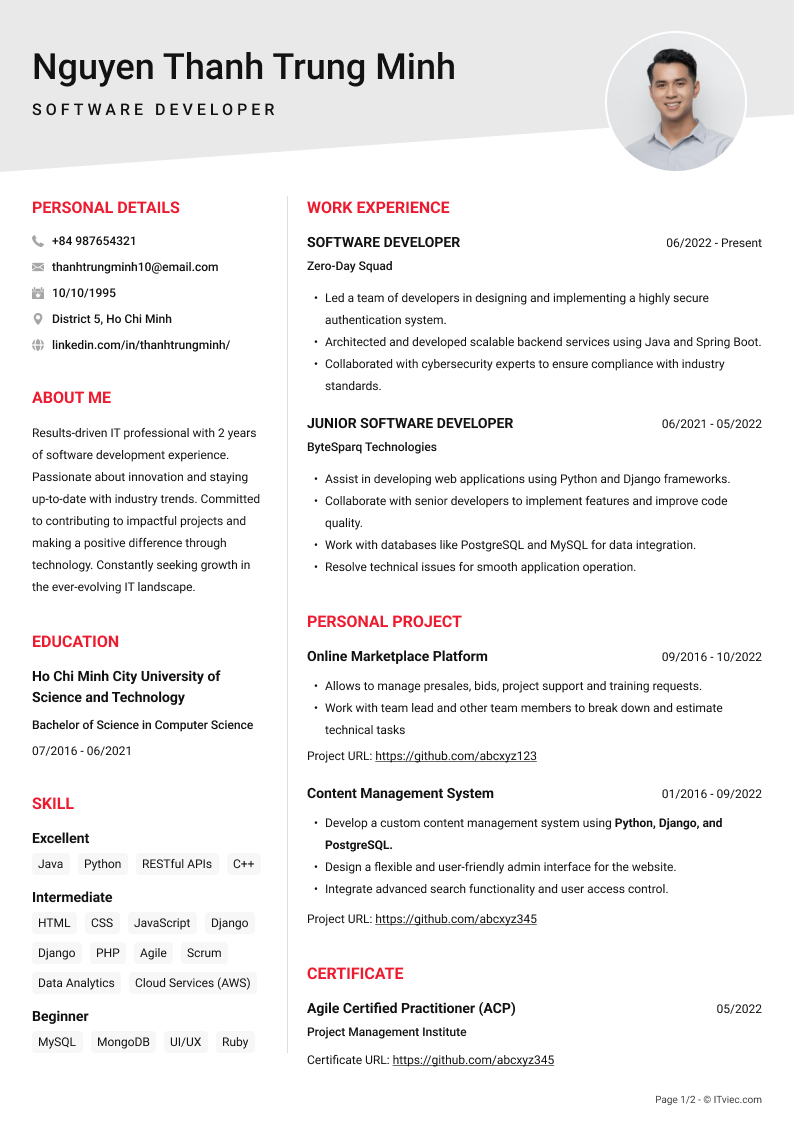 Nguyen Thanh Trung Minh
SOFTWARE DEVELOPER
PERSONAL DETAILS
+84 987654321
thanhtrungminh10@email.com
10/10/1995
District 5, Ho Chi Minh
linkedin.com/in/thanhtrungminh/
ABOUT ME
Results-driven IT professional with 2 years
of software development experience.
Passionate about innovation and staying
up-to-date with industry trends. Committed
to contributing to impactful projects and
making a positive difference through
technology. Constantly seeking growth in
the ever-evolving IT landscape.
EDUCATION
Ho Chi Minh City University of
Science and Technology
Bachelor of Science in Computer Science
07/2016 - 06/2021
SKILL
Excellent
Java Python RESTful APIs C++
Intermediate
HTML CSS JavaScript Django
Django PHP Agile Scrum
Data Analytics Cloud Services (AWS)
Beginner
MySQL MongoDB UI/UX Ruby
WORK EXPERIENCE
SOFTWARE DEVELOPER 06/2022 - Present
Zero-Day Squad
• Led a team of developers in designing and implementing a highly secure
authentication system.
• Architected and developed scalable backend services using Java and Spring Boot.
• Collaborated with cybersecurity experts to ensure compliance with industry
standards.
JUNIOR SOFTWARE DEVELOPER 06/2021 - 05/2022
ByteSparq Technologies
• Assist in developing web applications using Python and Django frameworks.
• Collaborate with senior developers to implement features and improve code
quality.
• Work with databases like PostgreSQL and MySQL for data integration.
• Resolve technical issues for smooth application operation.
PERSONAL PROJECT
Online Marketplace Platform 09/2016 - 10/2022
• Allows to manage presales, bids, project support and training requests.
• Work with team lead and other team members to break down and estimate
technical tasks
Project URL: https://github.com/abcxyz123
Content Management System 01/2016 - 09/2022
• Develop a custom content management system using Python, Django, and
PostgreSQL.
• Design a flexible and user-friendly admin interface for the website.
• Integrate advanced search functionality and user access control.
Project URL: https://github.com/abcxyz345
CERTIFICATE
Agile Certified Practitioner (ACP) 05/2022
Project Management Institute
Certificate URL: https://github.com/abcxyz345
Page 1/2 - © ITviec.com